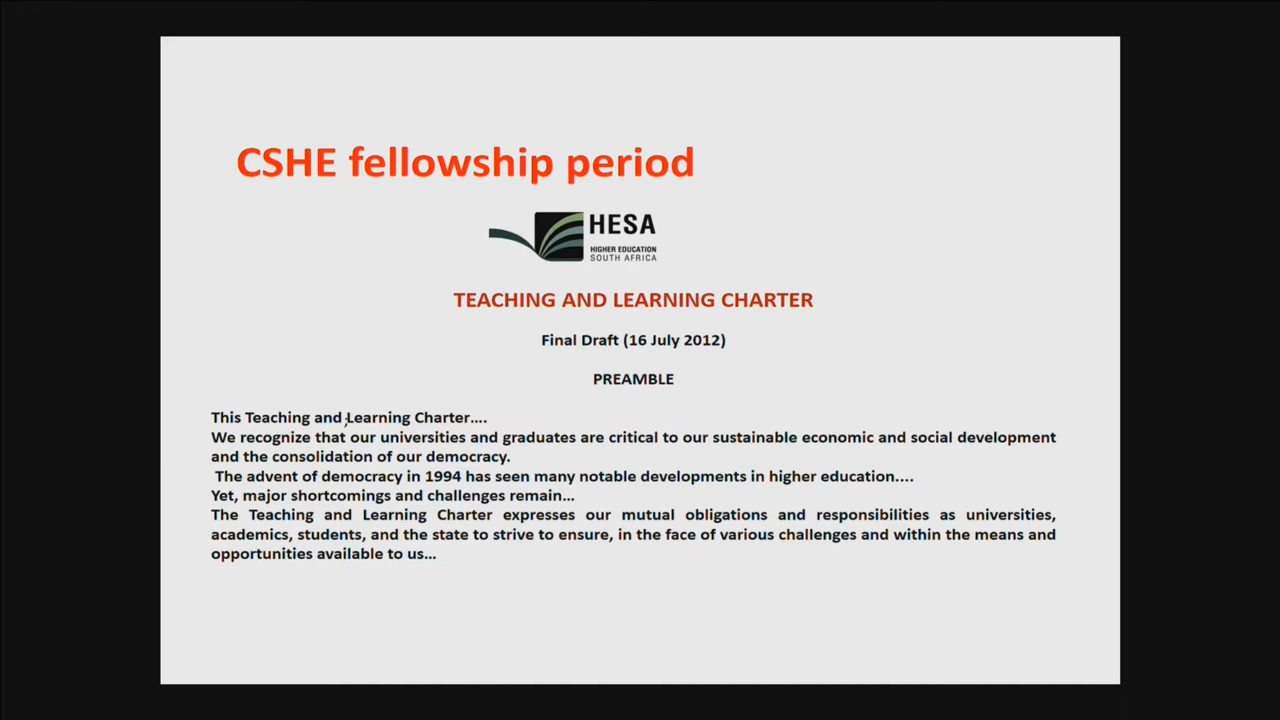 CSHE fellowship period
HESA
HIGHER EDUCATION
SOUTH AFRICA
TEACHING AND LEARNING CHARTER
Final Draft (16 July 2012)
PREAMBLE
This Teaching and Learning Charter....
We recognize that our universities and graduates are critical to our sustainable economic and social development
and the consolidation of our democracy.
The advent of democracy in 1994 has seen many notable developments in higher education....
Yet, major shortcomings and challenges remain...
The Teaching and Learning Charter expresses our mutual obligations and responsibilities as universities,
academics, students, and the state to strive to ensure, in the face of various challenges and within the means and
opportunities available to us...